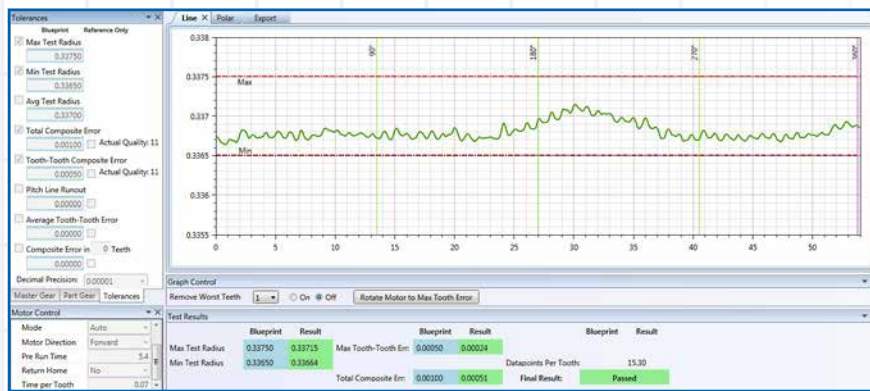 Tolerances
Blueprint Reference Only
Max Test Radius
0.33750
Min Test Radius
0.33650
Avg Test Radius
0.33700
Total Composite Error
0.00100 Actual Quality: 11
Tooth-Tooth Composite Error
0.00050 Actual Quality: 11
Pitch Line Runout
0.00000
Average Tooth-Tooth Error
0.00000
Composite Error in 0 Teeth
0.00000
Decimal Precision: 0.00001
Master Gear Part Gear Tolerances
Motor Control
Mode Auto
Motor Direction Forward
Pre Run Time 5.4
Return Home No
Time per Tooth 0.07
Line Polar Export
0.338
0.3375
0.337
0.3365
0.336
0.3355
Max
Min
90°
180°
270°
360°
0 5 10 15 20 25 30 35 40 45 50
Graph Control
Remove Worst Teeth 1 On Off Rotate Motor to Max Tooth Error
Test Results
Blueprint Result Blueprint Result Blueprint Result
Max Test Radius 0.33750 0.33715 Max Tooth-Tooth Err: 0.00050 0.00024
Min Test Radius 0.33650 0.33664 Datapoints Per Tooth: 15.30
Total Composite Err: 0.00100 0.00051 Final Result: Passed